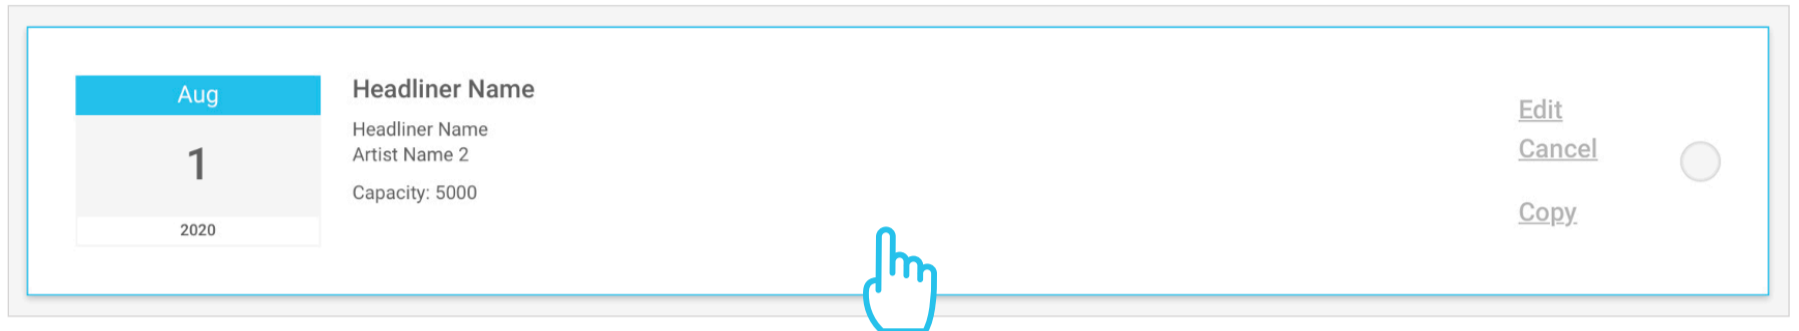 Aug
1
2020
Headliner Name
Headliner Name
Artist Name 2
Capacity: 5000
Edit
Cancel
Copy